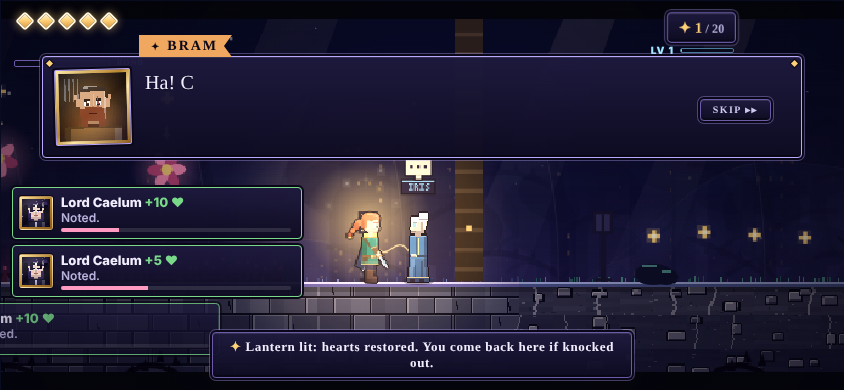 ✦ 1 / 20
✦ BRAM
LV 1
Ha! C
SKIP ▸▸
IRIS
Lord Caelum +10 ♥
Noted.
Lord Caelum +5 ♥
Noted.
m +10 ♥
ed.
✦ Lantern lit: hearts restored. You come back here if knocked
out.